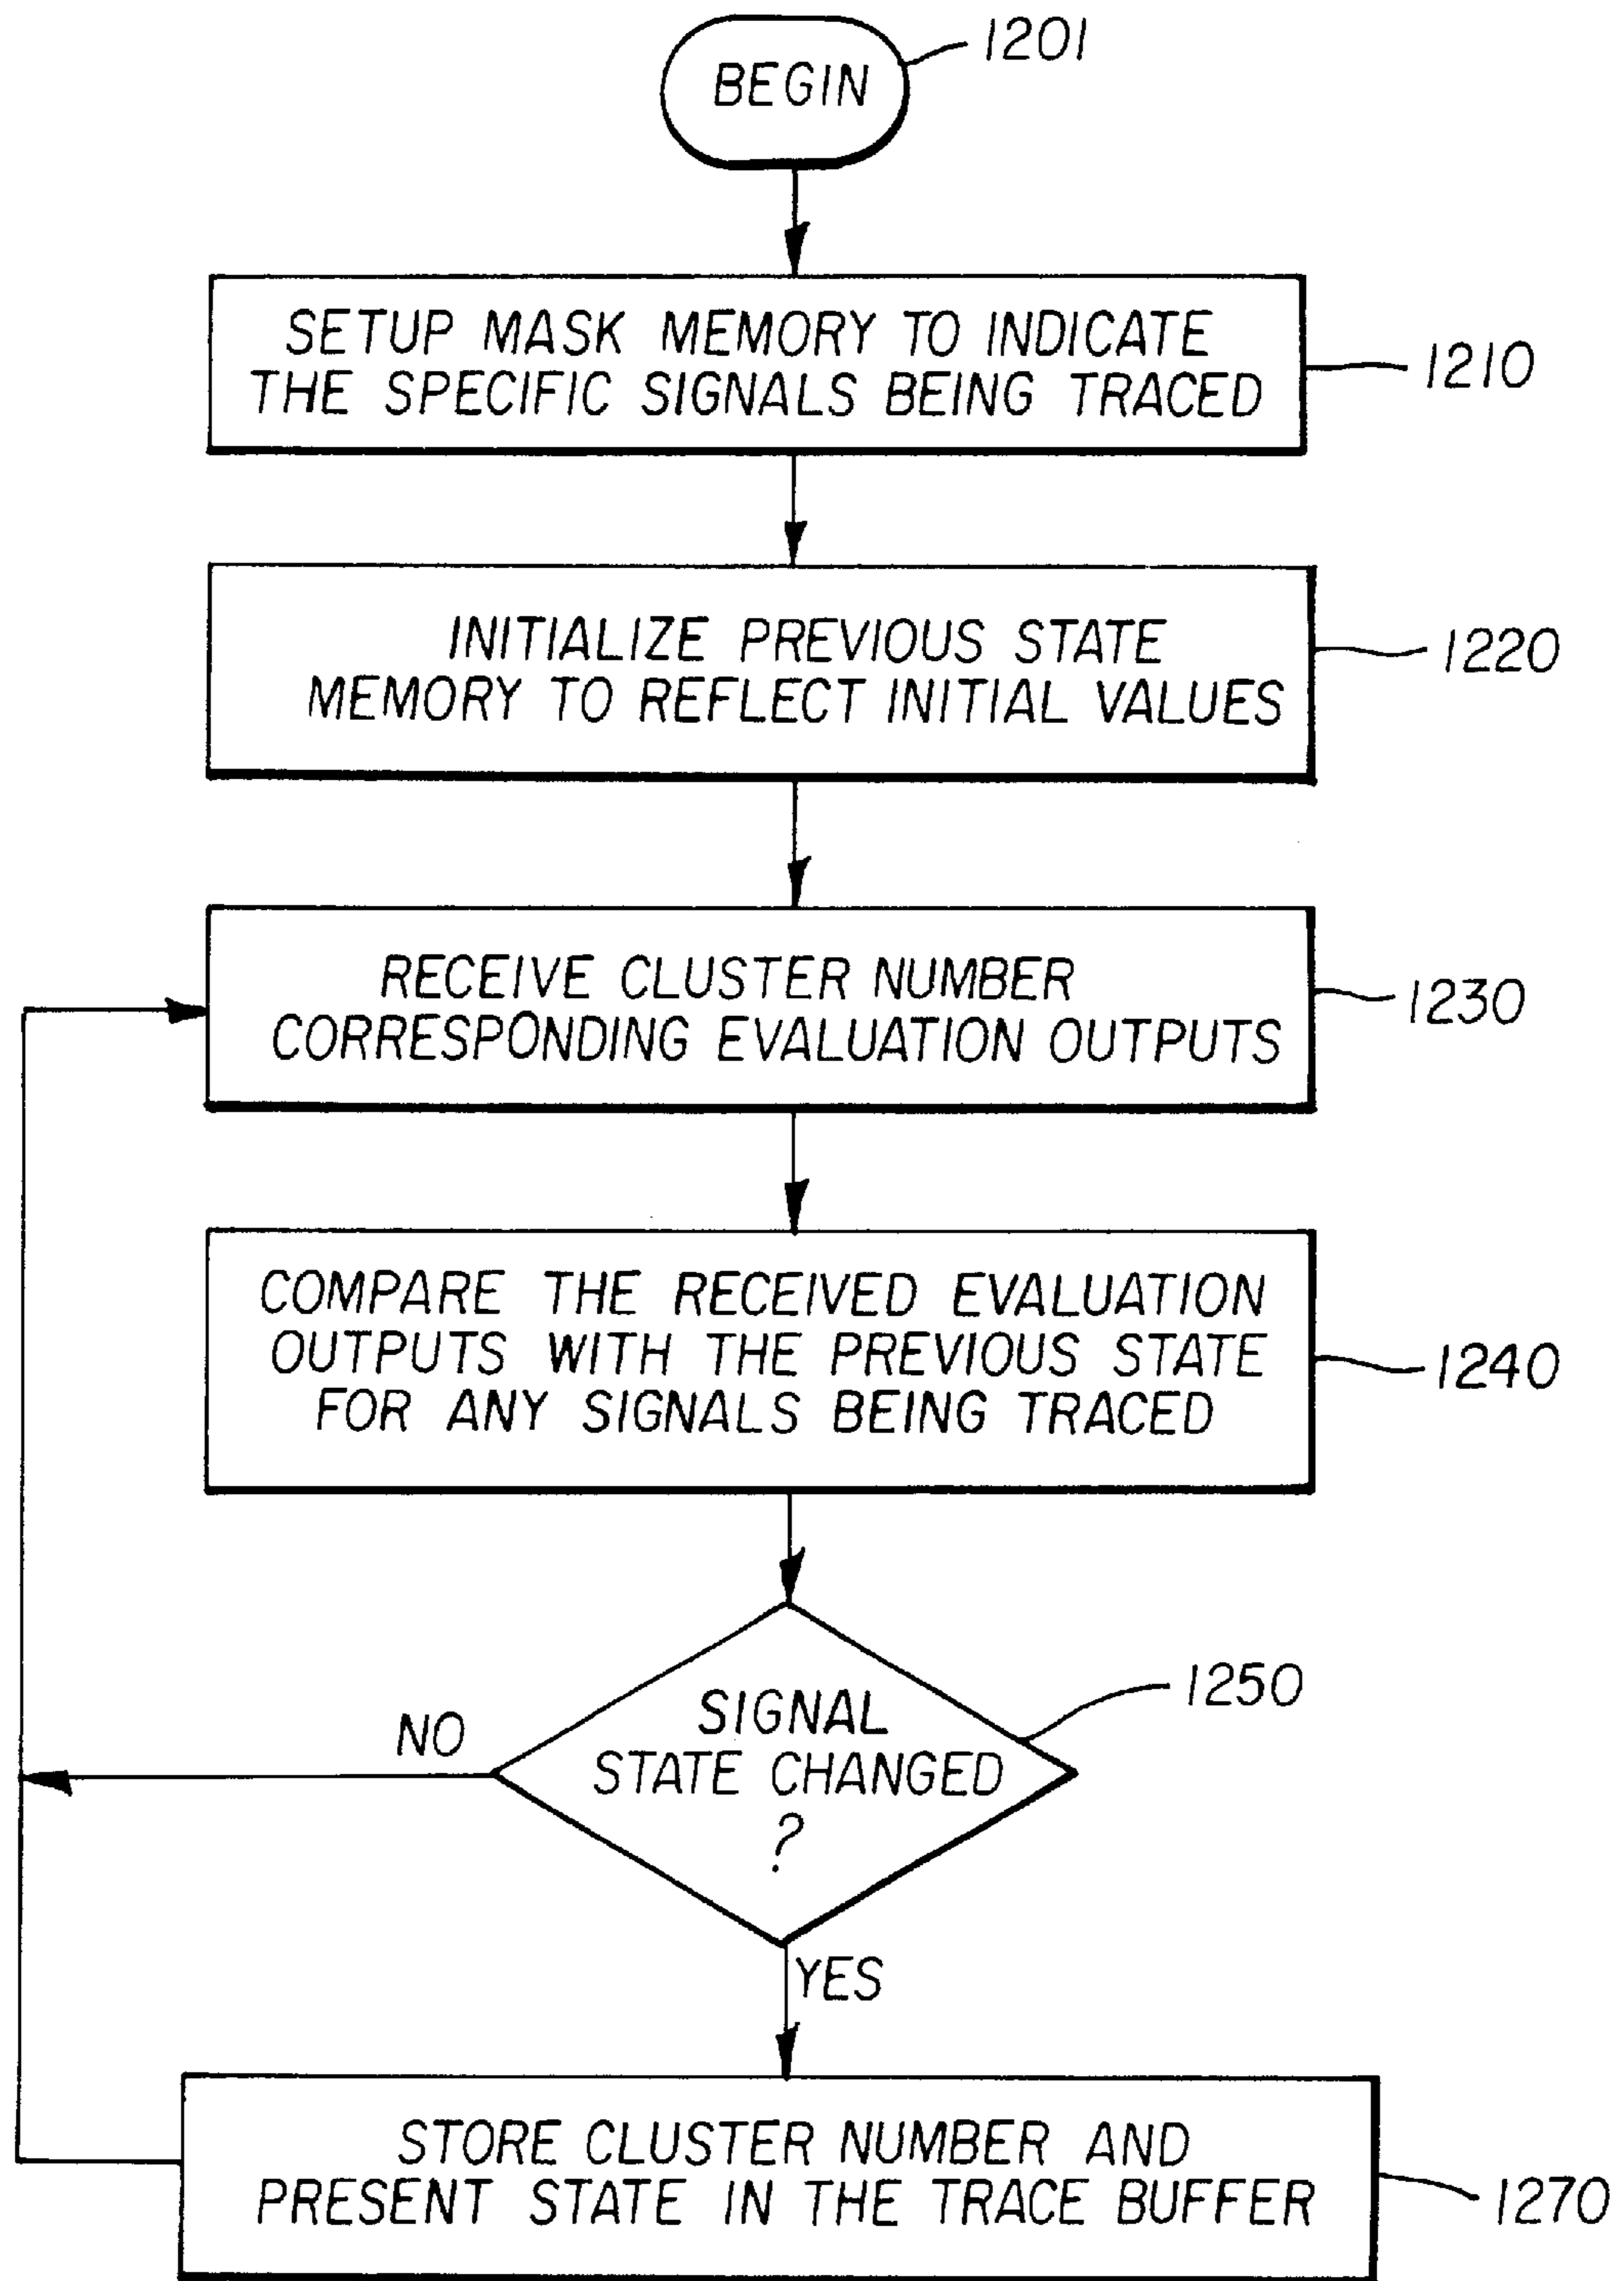 BEGIN
1201
SETUP MASK MEMORY TO INDICATE
THE SPECIFIC SIGNALS BEING TRACED
1210
INITIALIZE PREVIOUS STATE
MEMORY TO REFLECT INITIAL VALUES
1220
RECEIVE CLUSTER NUMBER
CORRESPONDING EVALUATION OUTPUTS
1230
COMPARE THE RECEIVED EVALUATION
OUTPUTS WITH THE PREVIOUS STATE
FOR ANY SIGNALS BEING TRACED
1240
SIGNAL
STATE CHANGED
?
1250
NO
YES
STORE CLUSTER NUMBER AND
PRESENT STATE IN THE TRACE BUFFER
1270